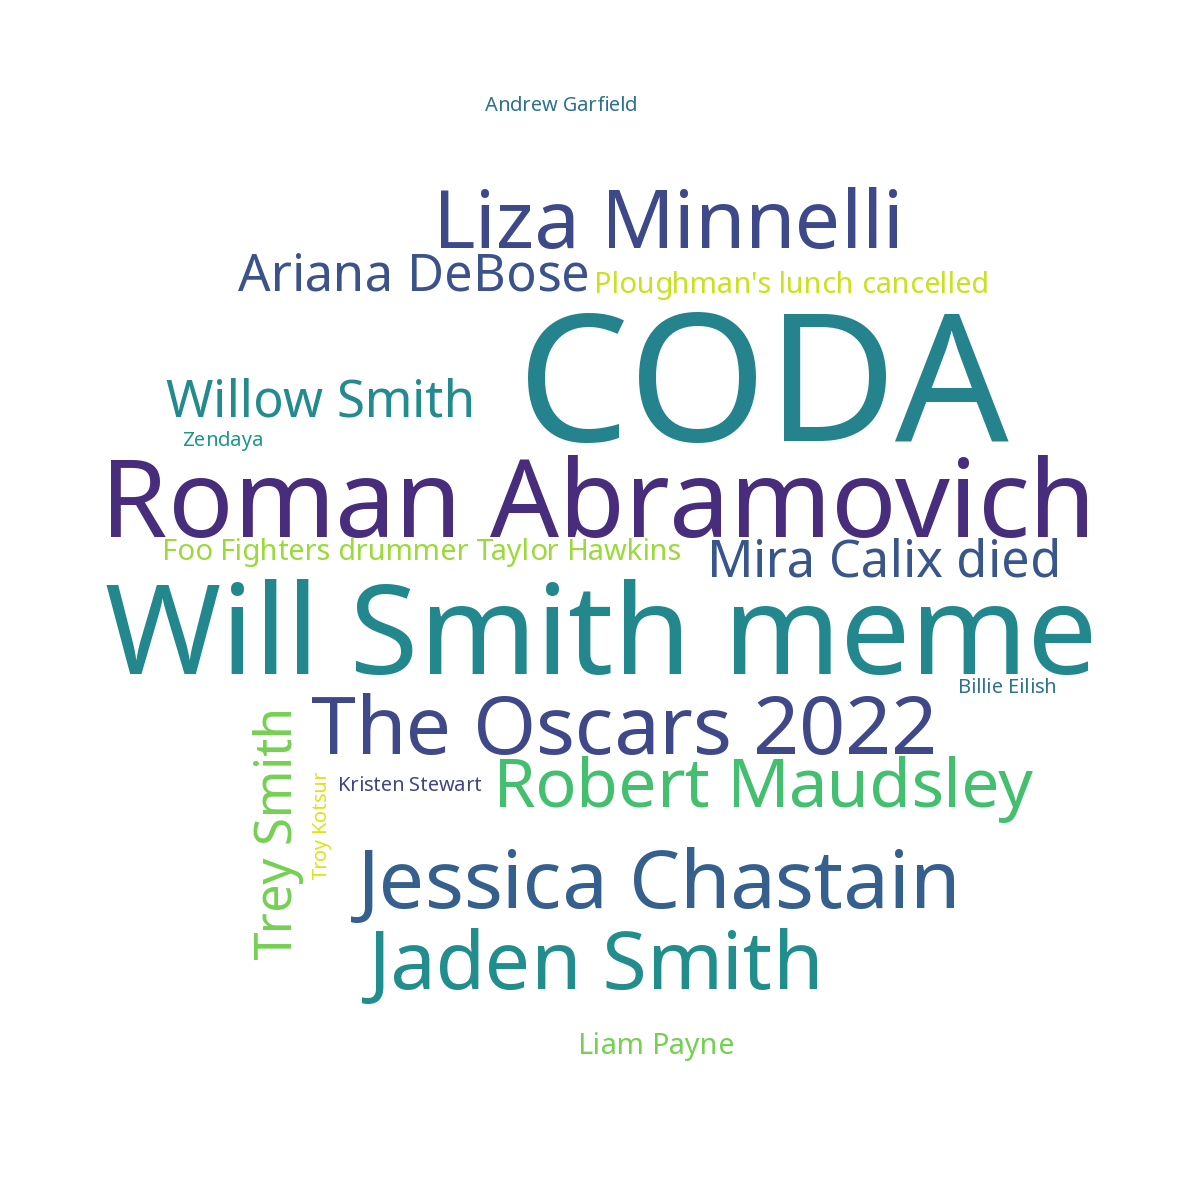 Andrew Garfield
Liza Minnelli
Ariana DeBose
Ploughman's lunch cancelled
CODA
Willow Smith
Zendaya
Roman Abramovich
Foo Fighters drummer Taylor Hawkins
Mira Calix died
Will Smith meme
Billie Eilish
The Oscars 2022
Trey Smith
Troy Kotsur
Kristen Stewart
Robert Maudsley
Jessica Chastain
Jaden Smith
Liam Payne